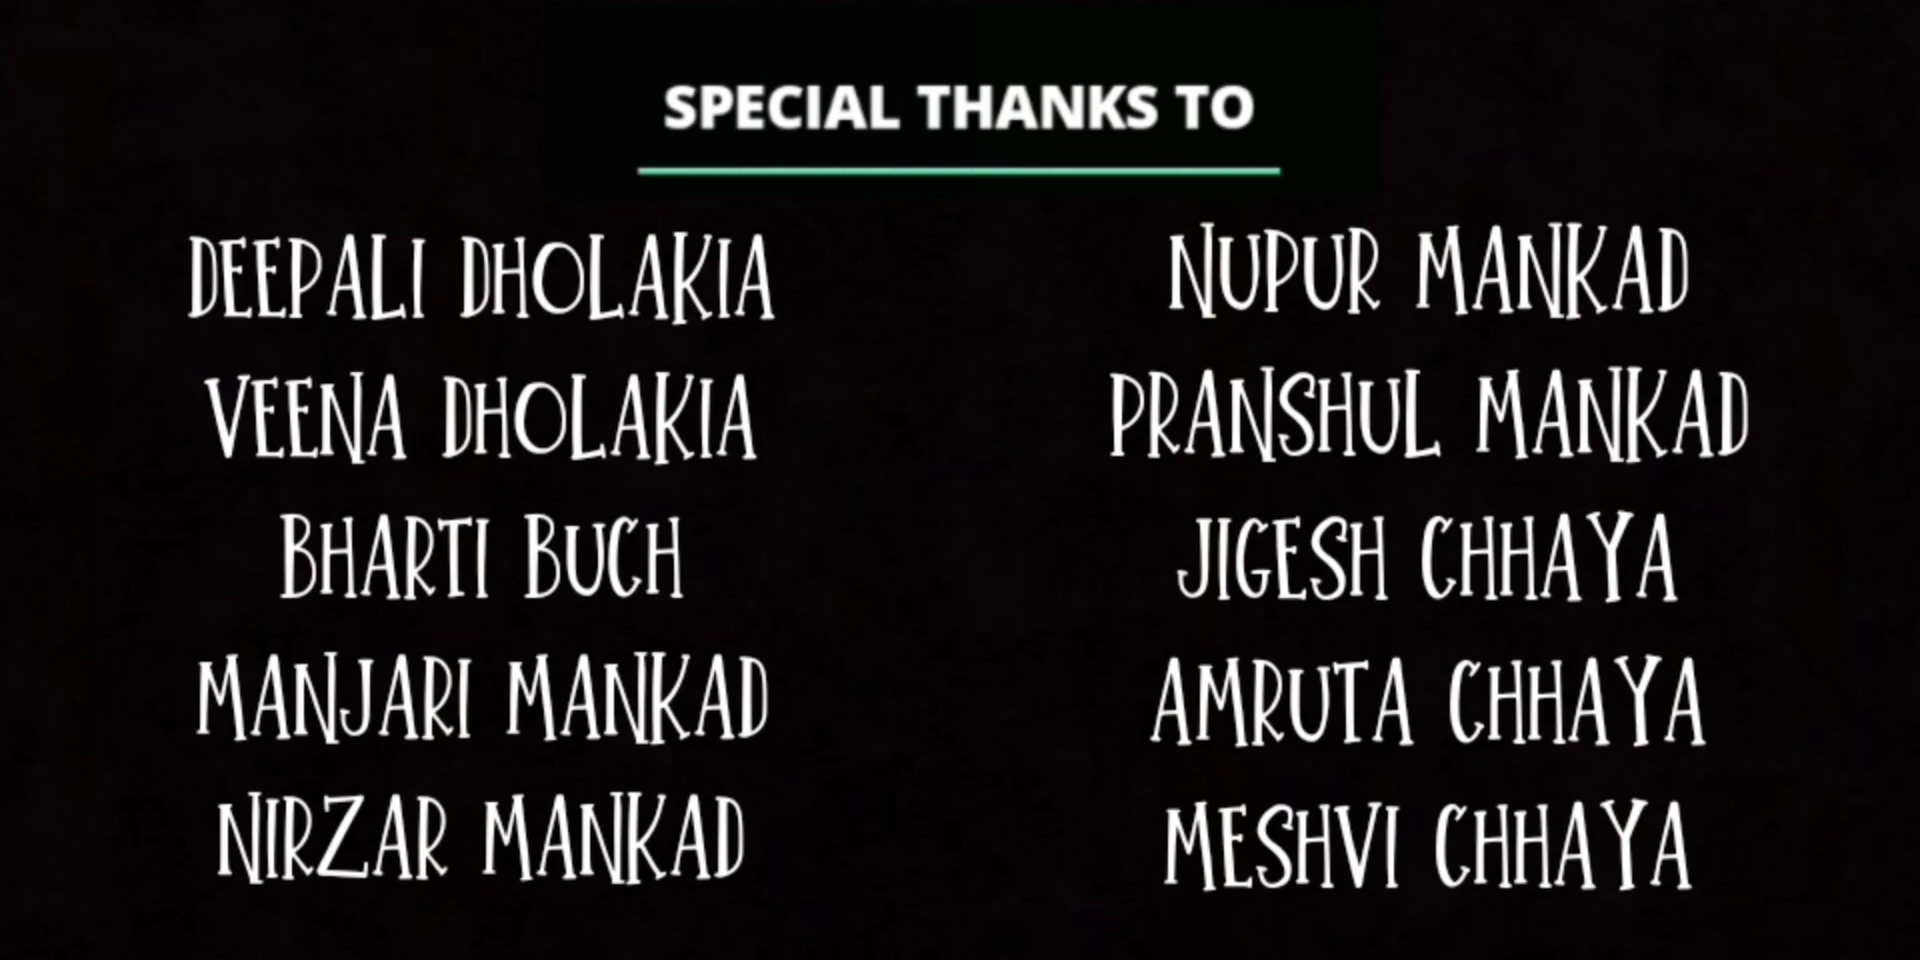 SPECIAL THANKS TO
DEEPALI DHOLAKIA
VEENA DHOLAKIA
BHARTI BUCH
MANJARI MANKAD
NIRZAR MANKAD
NUPUR MANKAD
PRANSHUL MANKAD
JIGESH CHHAYA
AMRUTA CHHAYA
MESHVI CHHAYA